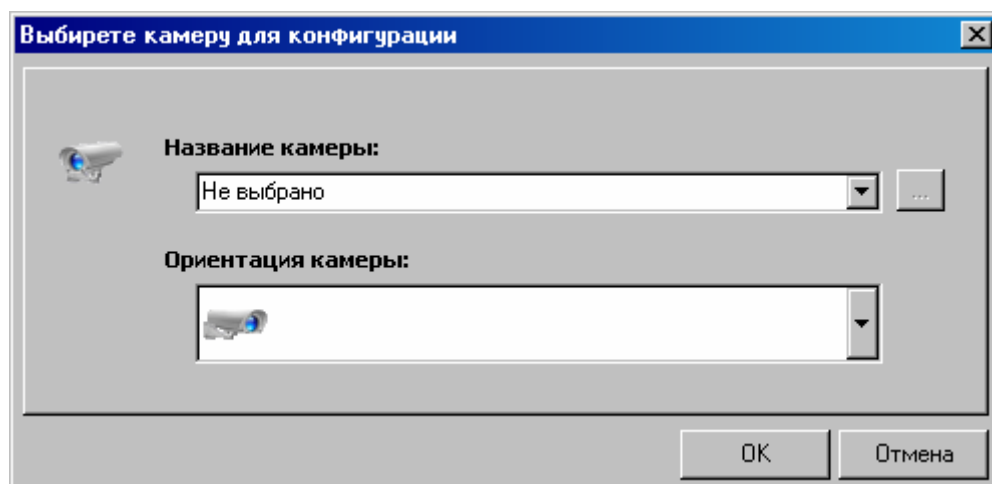 Выбирете камеру для конфигурации
Название камеры:
Не выбрано
...
Ориентация камеры:
OK
Отмена